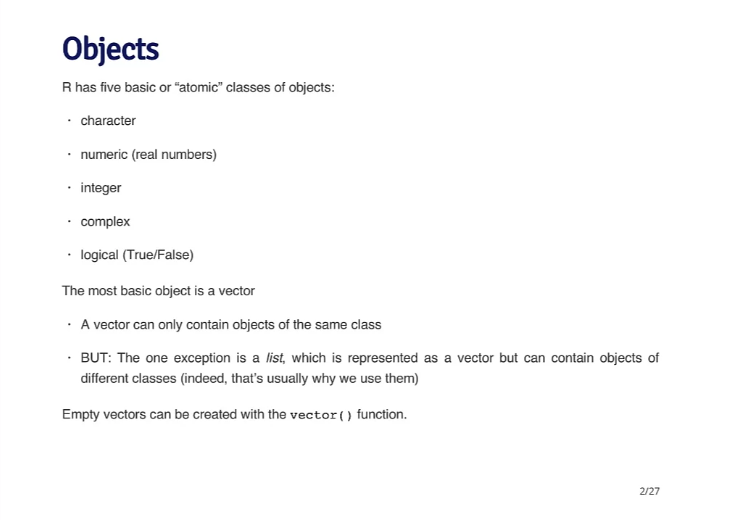 Objects
R has five basic or “atomic” classes of objects:
· character
· numeric (real numbers)
· integer
· complex
· logical (True/False)
The most basic object is a vector
· A vector can only contain objects of the same class
· BUT: The one exception is a list, which is represented as a vector but can contain objects of
different classes (indeed, that’s usually why we use them)
Empty vectors can be created with the vector() function.
2/27